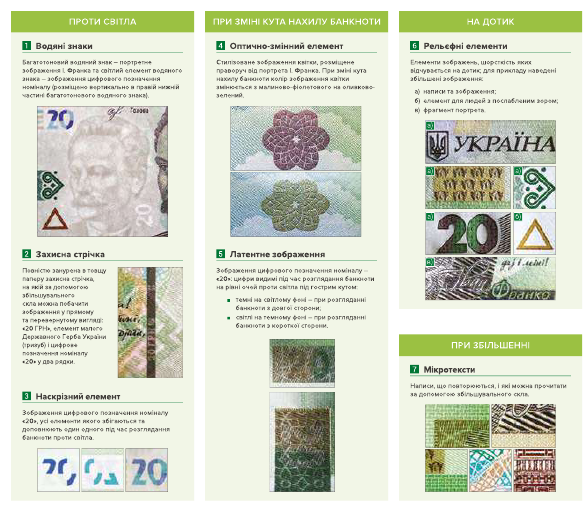 ПРОТИ СВІТЛА
1 Водяні знаки
Багатотоновий водяний знак — портретне
зображення І. Франка та світлий елемент водяного
знака — зображення цифрового позначення
номіналу (розміщено вертикально в правій нижній
частині багатотонового водяного знака).
20
20
2 Захисна стрічка
Повністю занурена в товщу
паперу захисна стрічка,
на якій за допомогою
збільшувального
скла можна побачити
зображення у прямому
та перевернутому вигляді:
«20 ГРН», елемент малого
Державного Герба України
(тризуб) і цифрове
позначення номіналу
«20» у два рядки.
3 Наскрізний елемент
Зображення цифрового позначення номіналу
«20», усі елементи якого збігаються та
доповнюють один одного під час розглядання
банкноти проти світла.
20
ПРИ ЗМІНІ КУТА НАХИЛУ БАНКНОТИ
4 Оптично-змінний елемент
Стилізоване зображення квітки, розміщене
праворуч від портрета І. Франка. При зміні кута
нахилу банкноти колір зображення квітки
змінюється з малиново-фіолетового на оливково-
зелений.
5 Латентне зображення
Зображення цифрового позначення номіналу —
«20»: цифри видимі під час розглядання банкноти
на рівні очей проти світла під гострим кутом:
темні на світлому фоні — при розгляданні
банкноти з довгої сторони;
світлі на темному фоні — при розгляданні
банкноти з короткої сторони.
НА ДОТИК
6 Рельєфні елементи
Елементи зображень, шорсткість яких
відчувається на дотик; для прикладу наведені
збільшені зображення:
а) написи та зображення;
б) елемент для людей з послабленим зором;
в) фрагмент портрета.
УКРАЇНА
20
ПРИ ЗБІЛЬШЕННІ
7 Мікротексти
Написи, що повторюються, і які можна прочитати
за допомогою збільшувального скла.